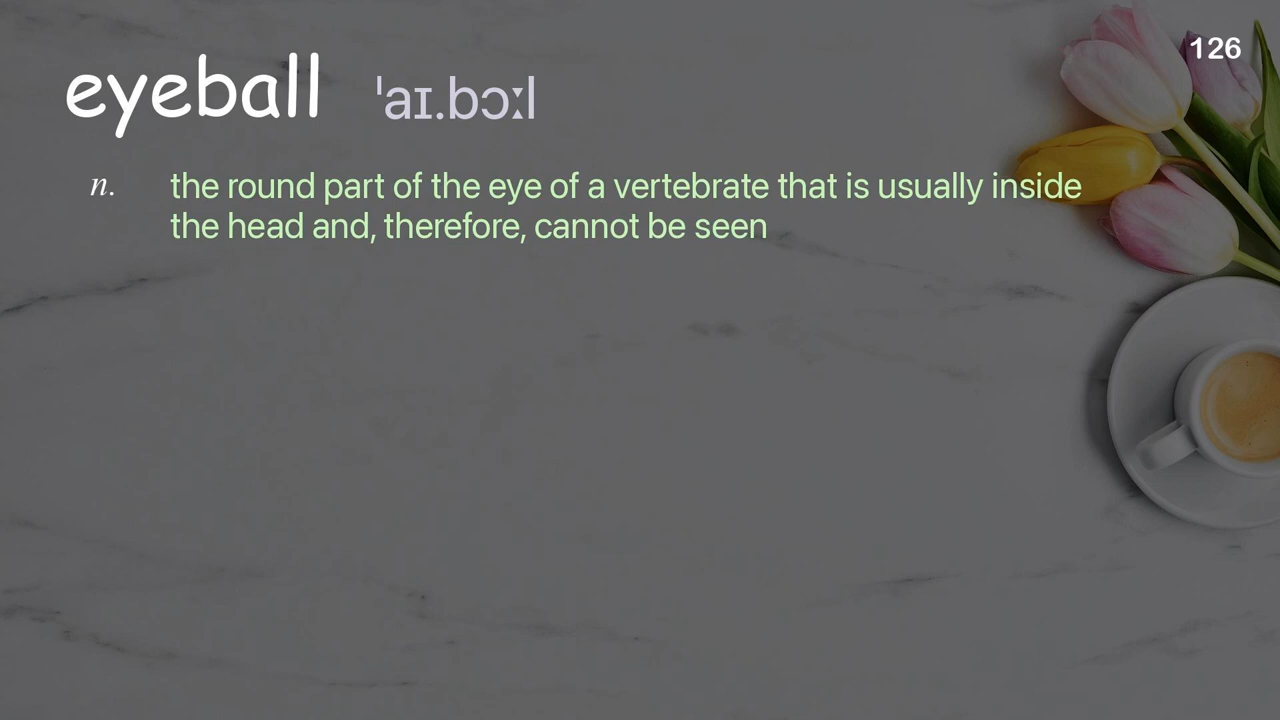 126
eyeball ˈaɪ.bɔːl
n. the round part of the eye of a vertebrate that is usually inside
the head and, therefore, cannot be seen